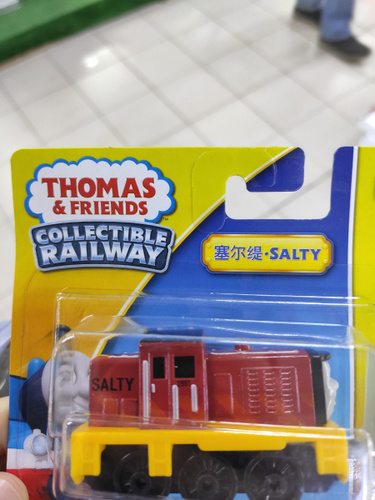 THOMAS
& FRIENDS
COLLECTIBLE
RAILWAY
塞尔缇·SALTY
SALTY